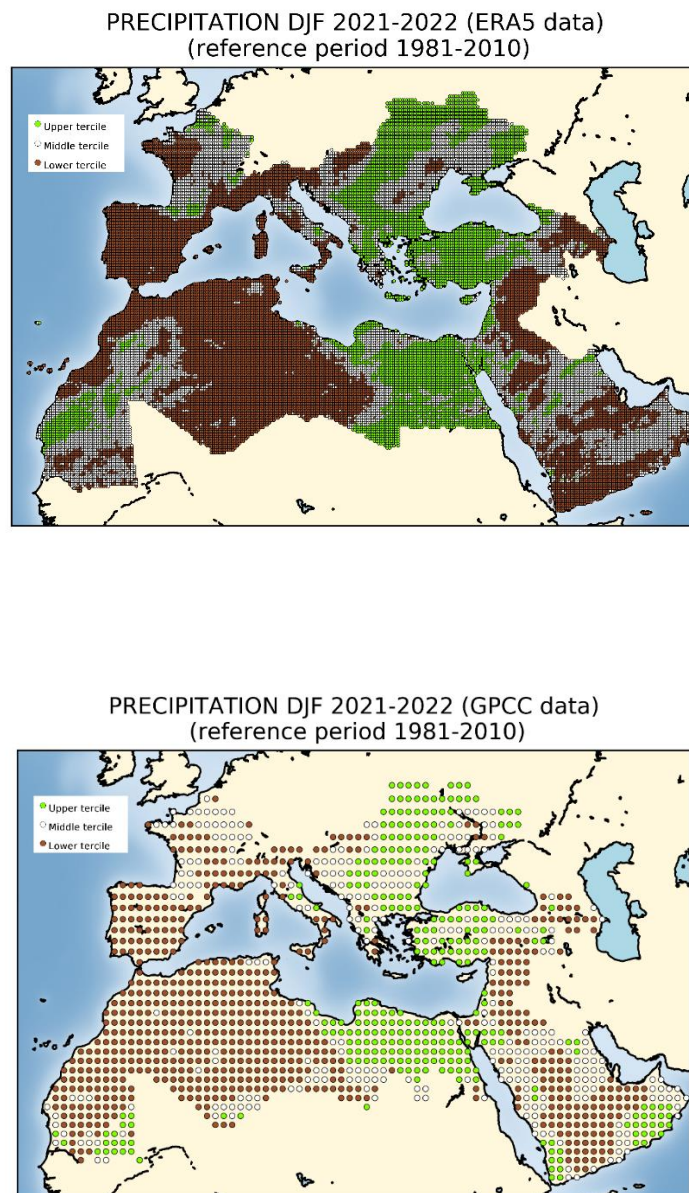 PRECIPITATION DJF 2021-2022 (ERA5 data)
(reference period 1981-2010)
Upper tercile
Middle tercile
Lower tercile
PRECIPITATION DJF 2021-2022 (GPCC data)
(reference period 1981-2010)
Upper tercile
Middle tercile
Lower tercile